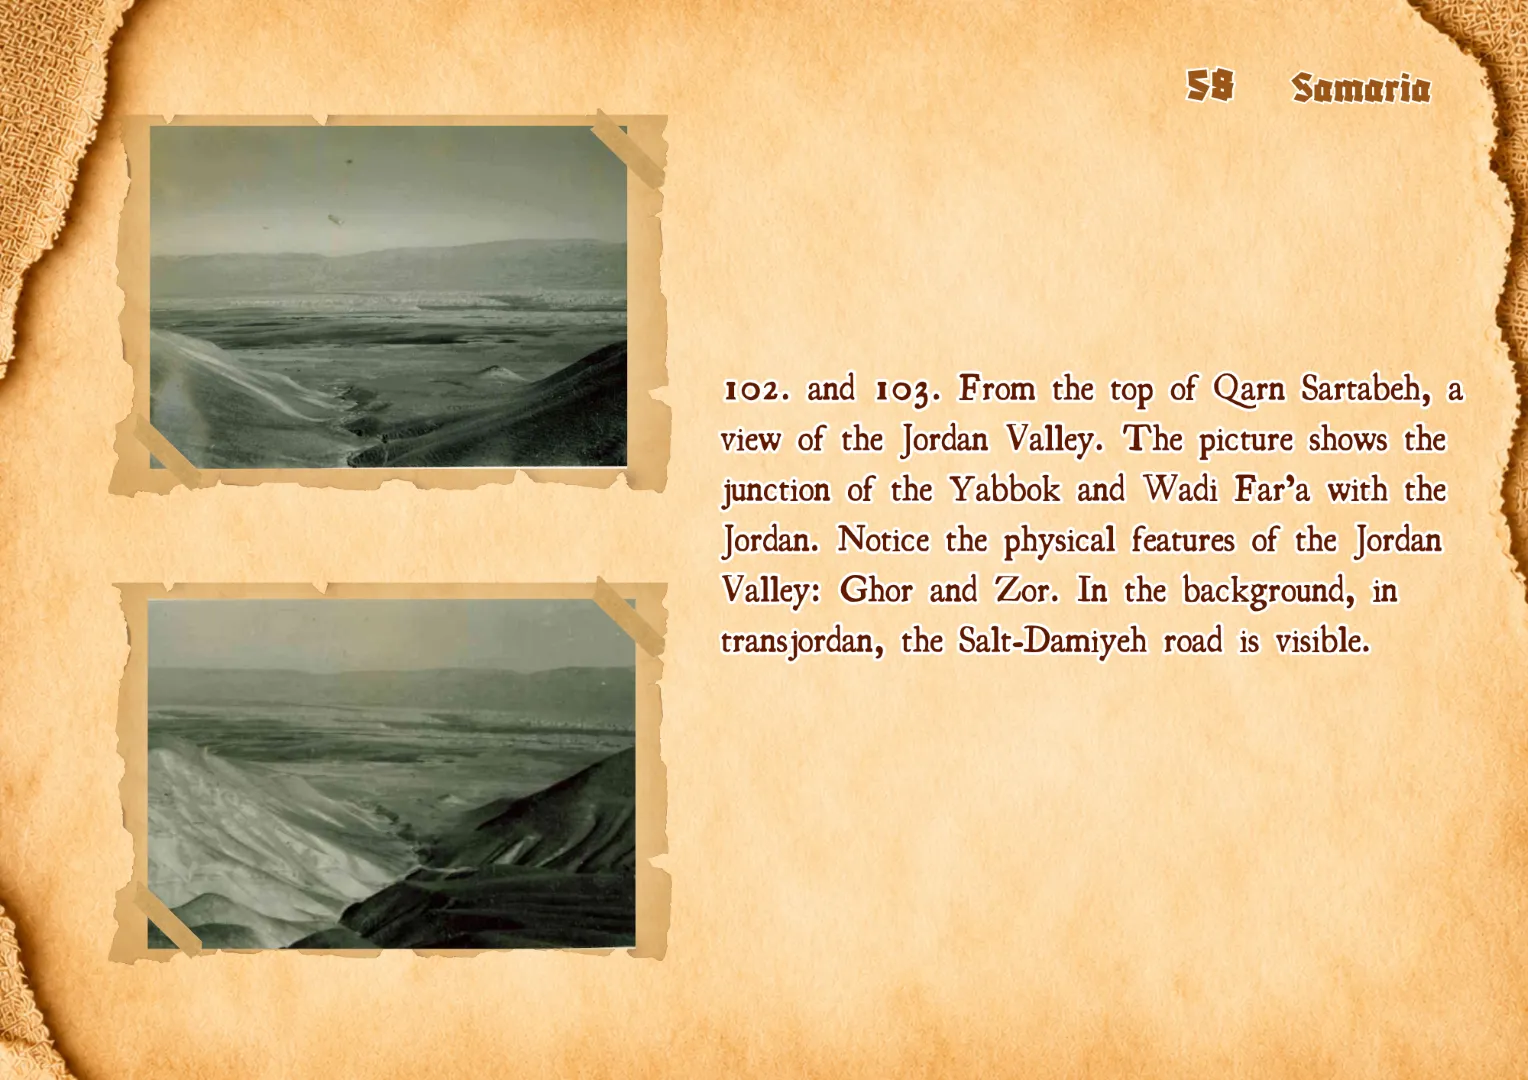 58 Samaria
102. and 103. From the top of Qarn Sartabeh, a
view of the Jordan Valley. The picture shows the
junction of the Yabbok and Wadi Far'a with the
Jordan. Notice the physical features of the Jordan
Valley: Ghor and Zor. In the background, in
transjordan, the Salt-Damiyeh road is visible.